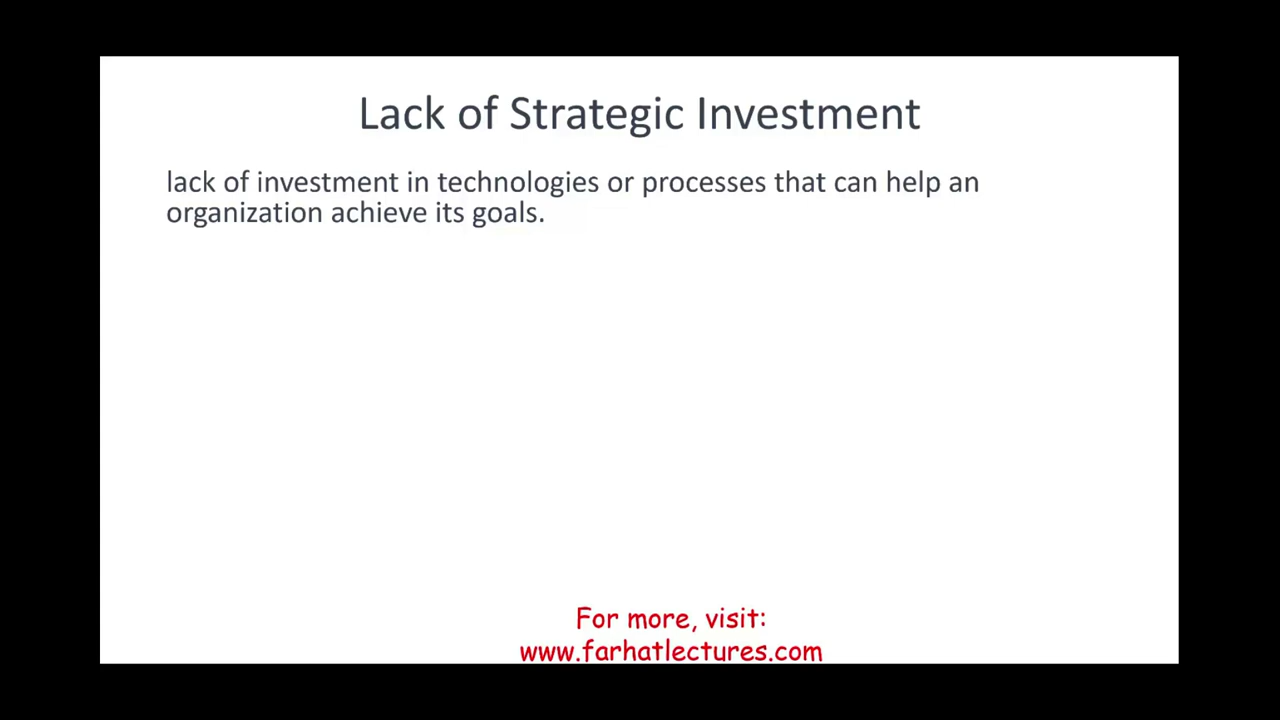 Lack of Strategic Investment
lack of investment in technologies or processes that can help an
organization achieve its goals.
For more, visit:
www.farhatlectures.com